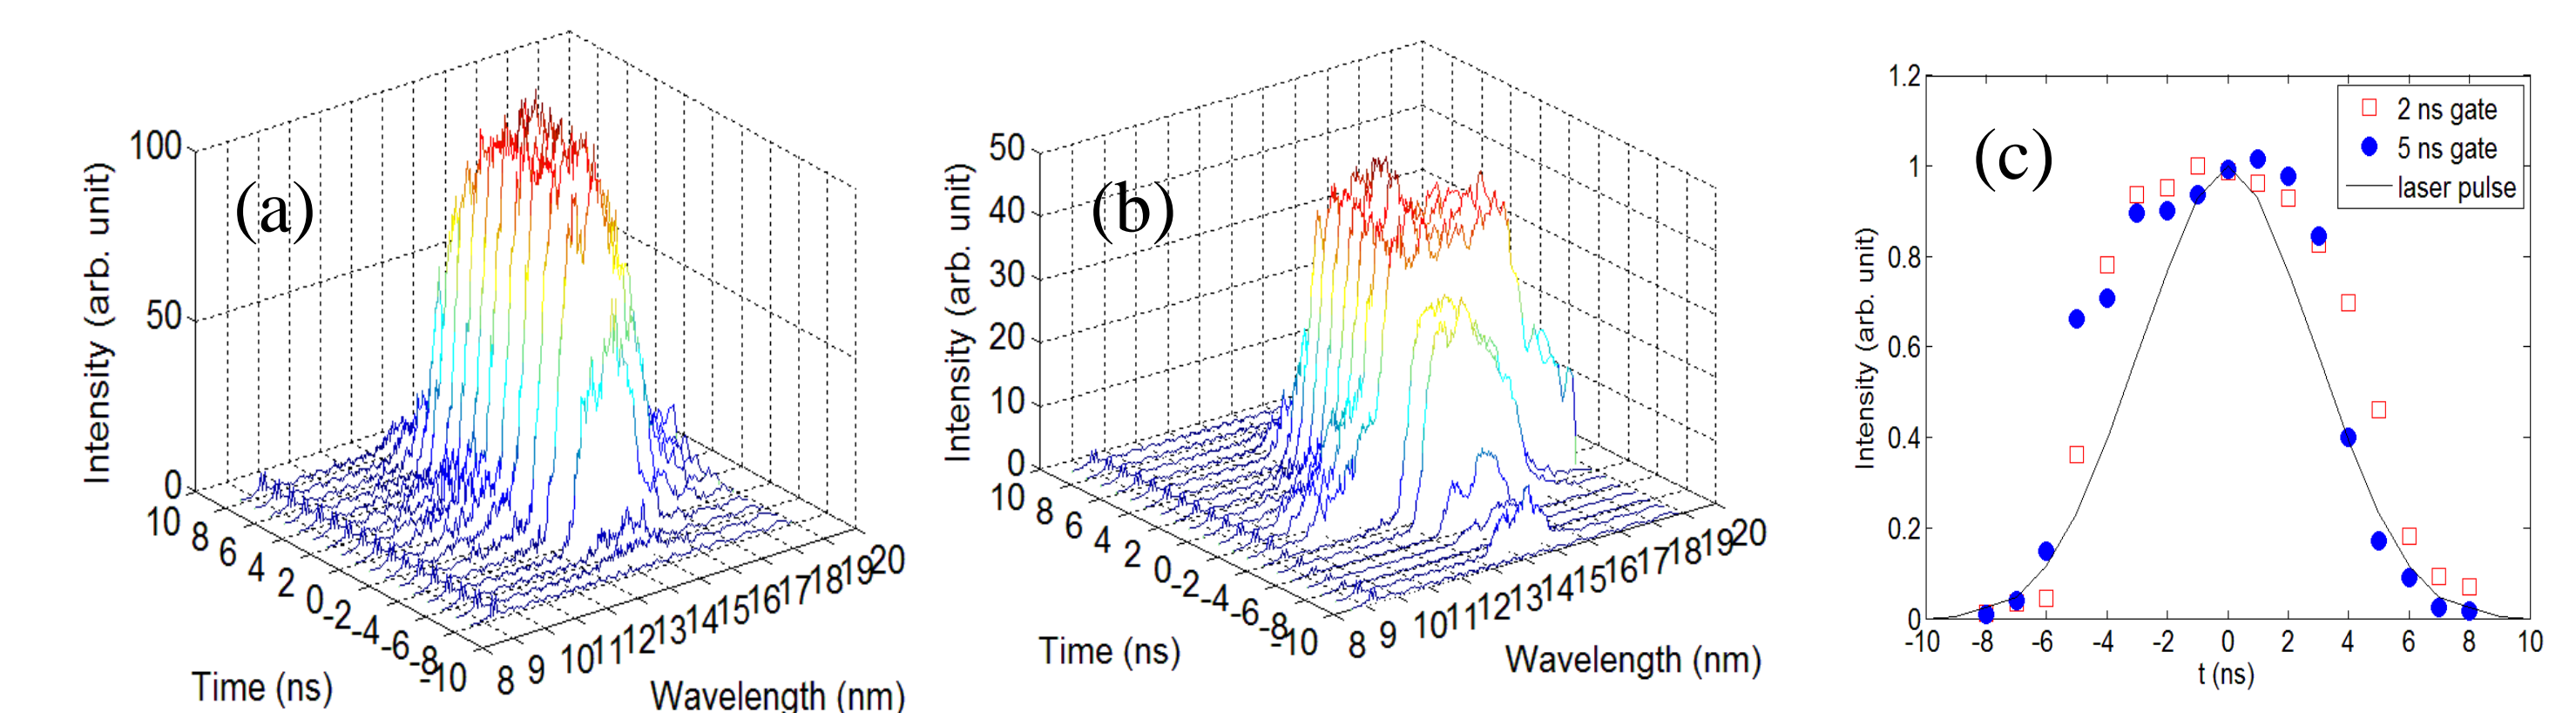 (a)
Intensity (arb. unit)
100
50
0
10 8 6 4 2 0 -2 -4 -6 -8 -10
Time (ns)
8 9 10 11 12 13 14 15 16 17 18 19 20
Wavelength (nm)
(b)
Intensity (arb. unit)
50
40
30
20
10
0
10 8 6 4 2 0 -2 -4 -6 -8 -10
Time (ns)
8 9 10 11 12 13 14 15 16 17 18 19 20
Wavelength (nm)
(c)
Intensity (arb. unit)
1.2
1
0.8
0.6
0.4
0.2
0
-10 -8 -6 -4 -2 0 2 4 6 8 10
t (ns)
2 ns gate
5 ns gate
laser pulse